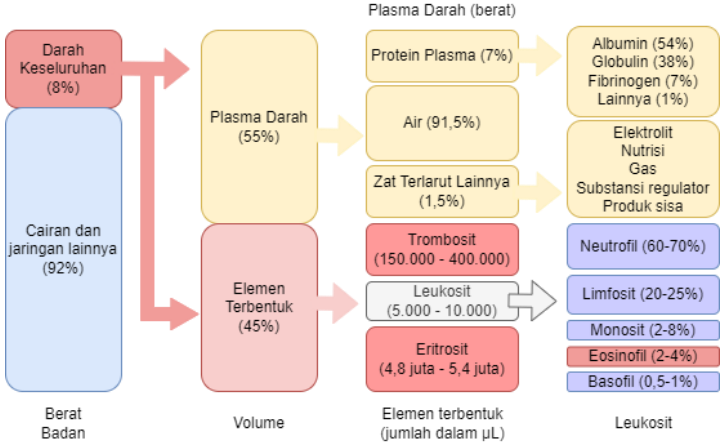 Plasma Darah (berat)
Darah
Keseluruhan
(8%)
Cairan dan
jaringan lainnya
(92%)
Berat
Badan
Plasma Darah
(55%)
Elemen
Terbentuk
(45%)
Volume
Protein Plasma (7%)
Air (91,5%)
Zat Terlarut Lainnya
(1,5%)
Trombosit
(150.000 - 400.000)
Leukosit
(5.000 - 10.000)
Eritrosit
(4,8 juta - 5,4 juta)
Elemen terbentuk
(jumlah dalam µL)
Albumin (54%)
Globulin (38%)
Fibrinogen (7%)
Lainnya (1%)
Elektrolit
Nutrisi
Gas
Substansi regulator
Produk sisa
Neutrofil (60-70%)
Limfosit (20-25%)
Monosit (2-8%)
Eosinofil (2-4%)
Basofil (0,5-1%)
Leukosit